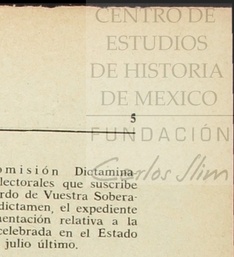 CENTRO DE
ESTUDIOS
DE HISTORIA
DE MEXICO
5
FUNDACIÓN
Carlos Slim
omisión Dictamina-
lectorales que suscribe
rdo de Vuestra Sobera-
dictamen, el expediente
mentación relativa a la
celebrada en el Estado
julio último.